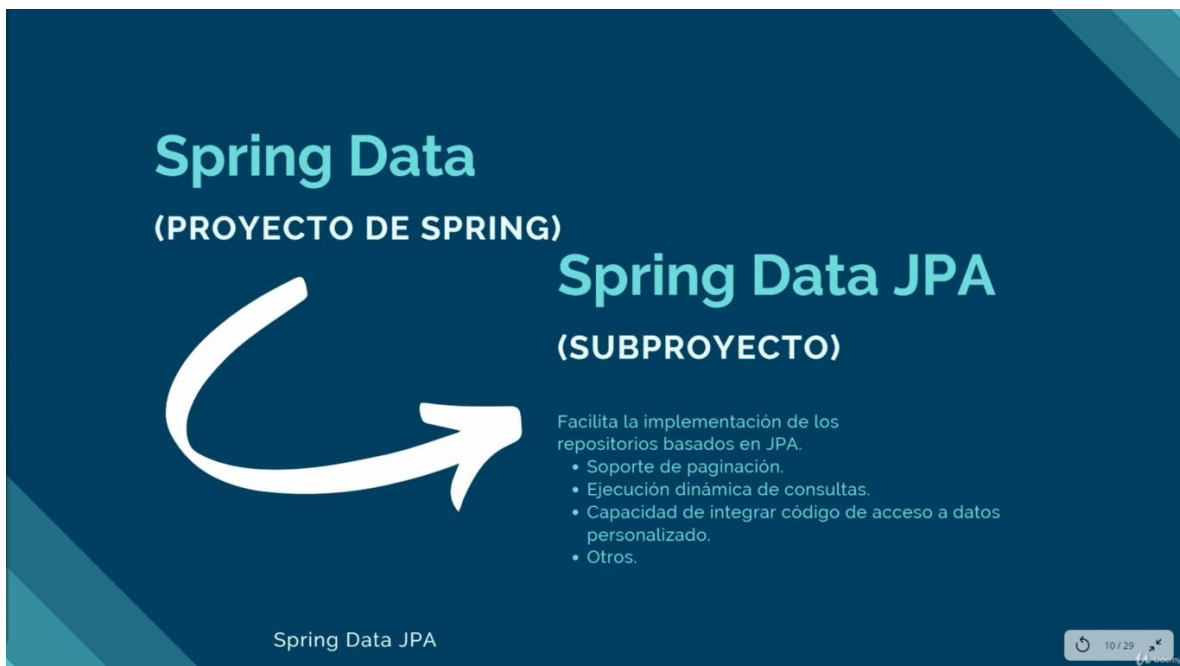 Spring Data
(PROYECTO DE SPRING)
Spring Data JPA
(SUBPROYECTO)
Facilita la implementación de los
repositorios basados en JPA.
• Soporte de paginación.
• Ejecución dinámica de consultas.
• Capacidad de integrar código de acceso a datos
personalizado.
• Otros.
Spring Data JPA
10 / 29
Udemy